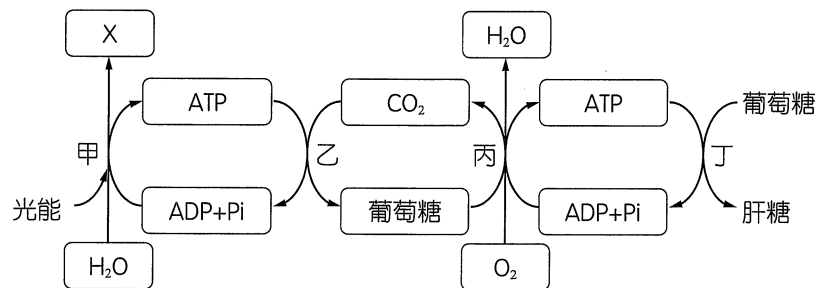 X
H₂O
ATP
CO₂
ATP
葡萄糖
甲
乙
丙
丁
光能
ADP+Pi
葡萄糖
ADP+Pi
肝糖
H₂O
O₂